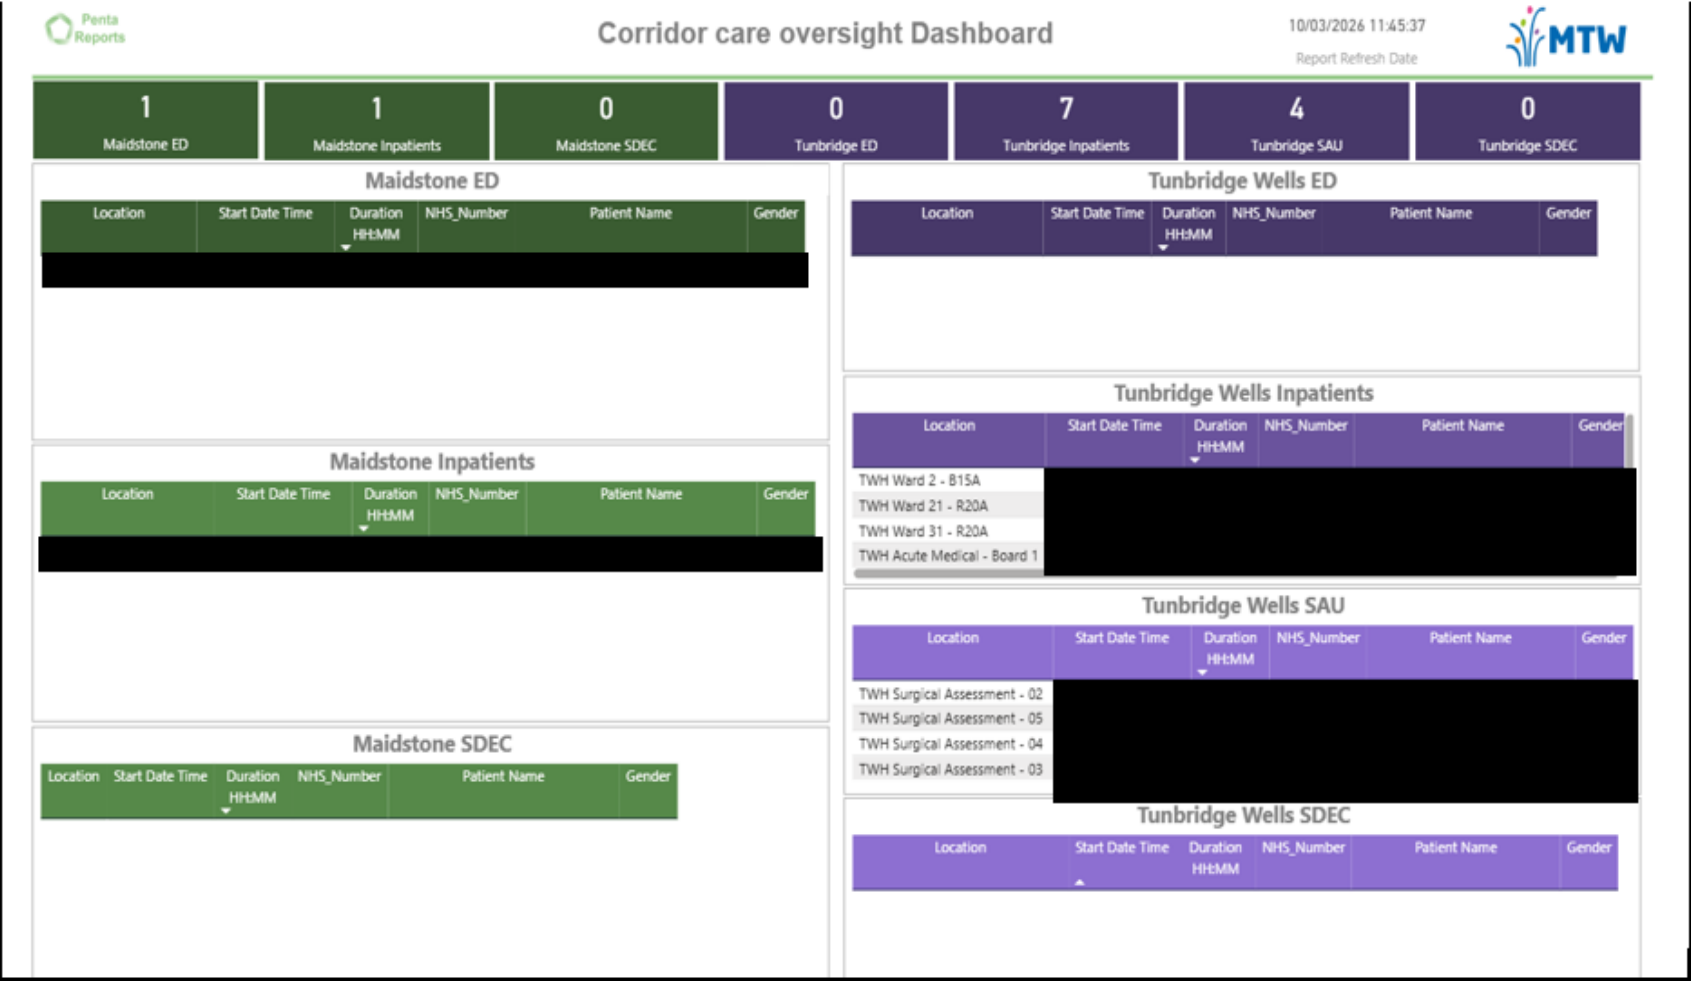 Penta
Reports
Corridor care oversight Dashboard
10/03/2026 11:45:37
Report Refresh Date
MTW
1
Maidstone ED
1
Maidstone Inpatients
0
Maidstone SDEC
0
Tunbridge ED
7
Tunbridge Inpatients
4
Tunbridge SAU
0
Tunbridge SDEC
Maidstone ED
Location Start Date Time Duration NHS_Number Patient Name Gender
HH:MM
Maidstone Inpatients
Location Start Date Time Duration NHS_Number Patient Name Gender
HH:MM
Maidstone SDEC
Location Start Date Time Duration NHS_Number Patient Name Gender
HH:MM
Tunbridge Wells ED
Location Start Date Time Duration NHS_Number Patient Name Gender
HH:MM
Tunbridge Wells Inpatients
Location Start Date Time Duration NHS_Number Patient Name Gender
HH:MM
TWH Ward 2 - B15A
TWH Ward 21 - R20A
TWH Ward 31 - R20A
TWH Acute Medical - Board 1
Tunbridge Wells SAU
Location Start Date Time Duration NHS_Number Patient Name Gender
HH:MM
TWH Surgical Assessment - 02
TWH Surgical Assessment - 05
TWH Surgical Assessment - 04
TWH Surgical Assessment - 03
Tunbridge Wells SDEC
Location Start Date Time Duration NHS_Number Patient Name Gender
HH:MM